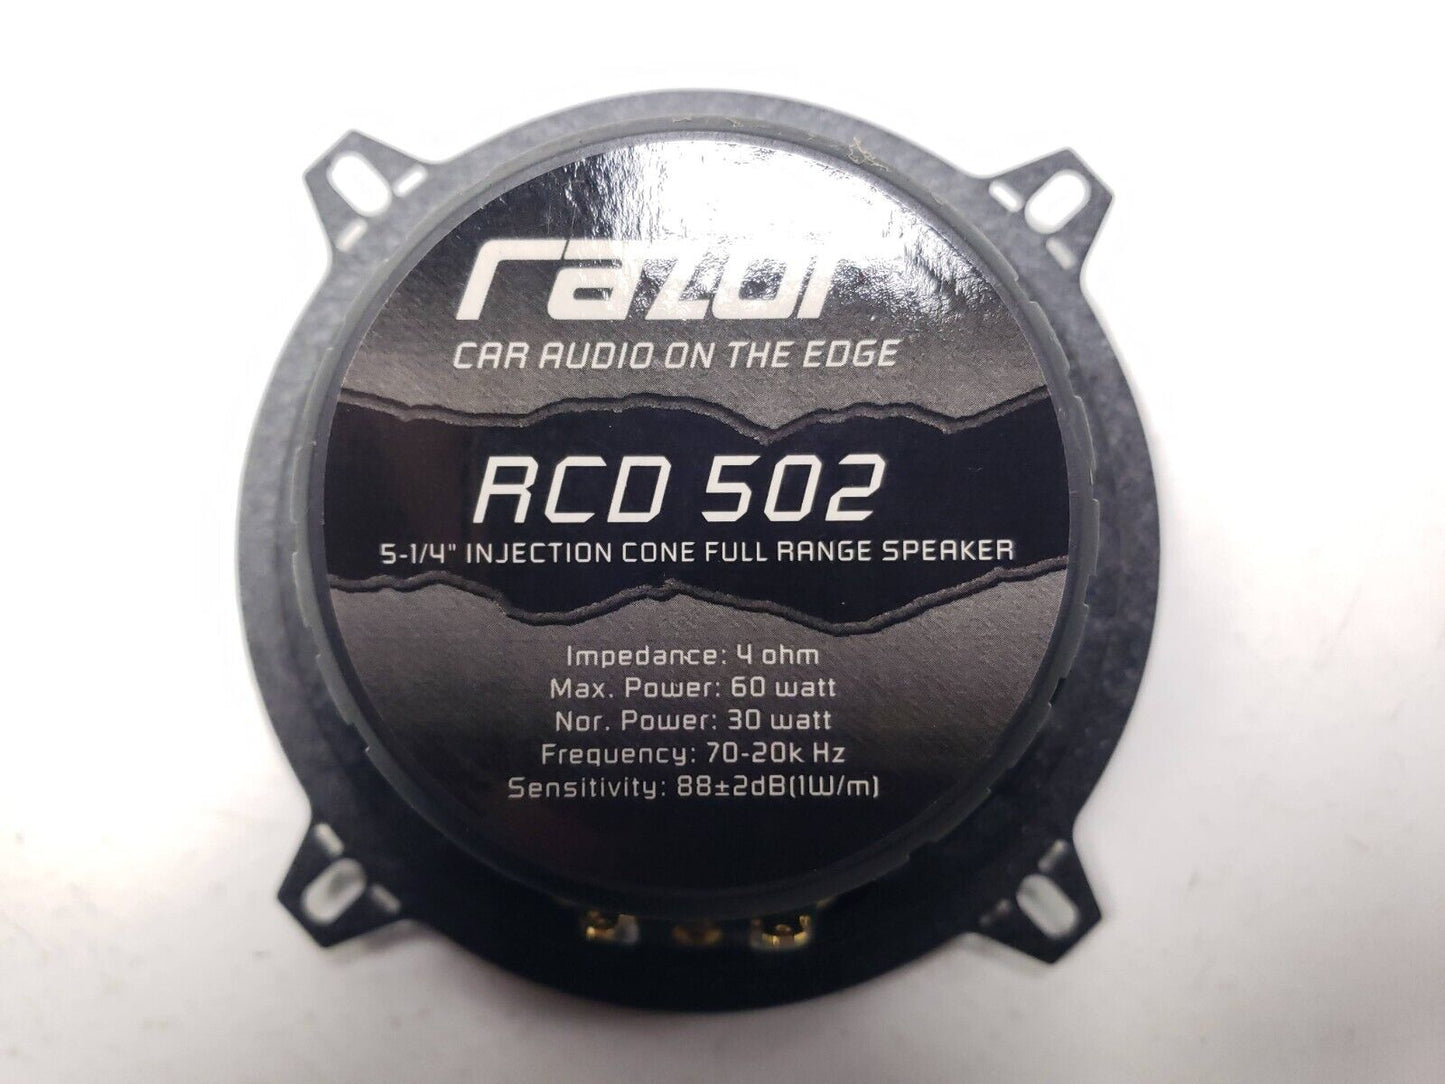 razor
CAR AUDIO ON THE EDGE
RCD 502
5-1/4" INJECTION CONE FULL RANGE SPEAKER
Impedance: 4 ohm
Max. Power: 60 watt
Nor. Power: 30 watt
Frequency: 70-20k Hz
Sensitivity: 88±2dB(1W/m)